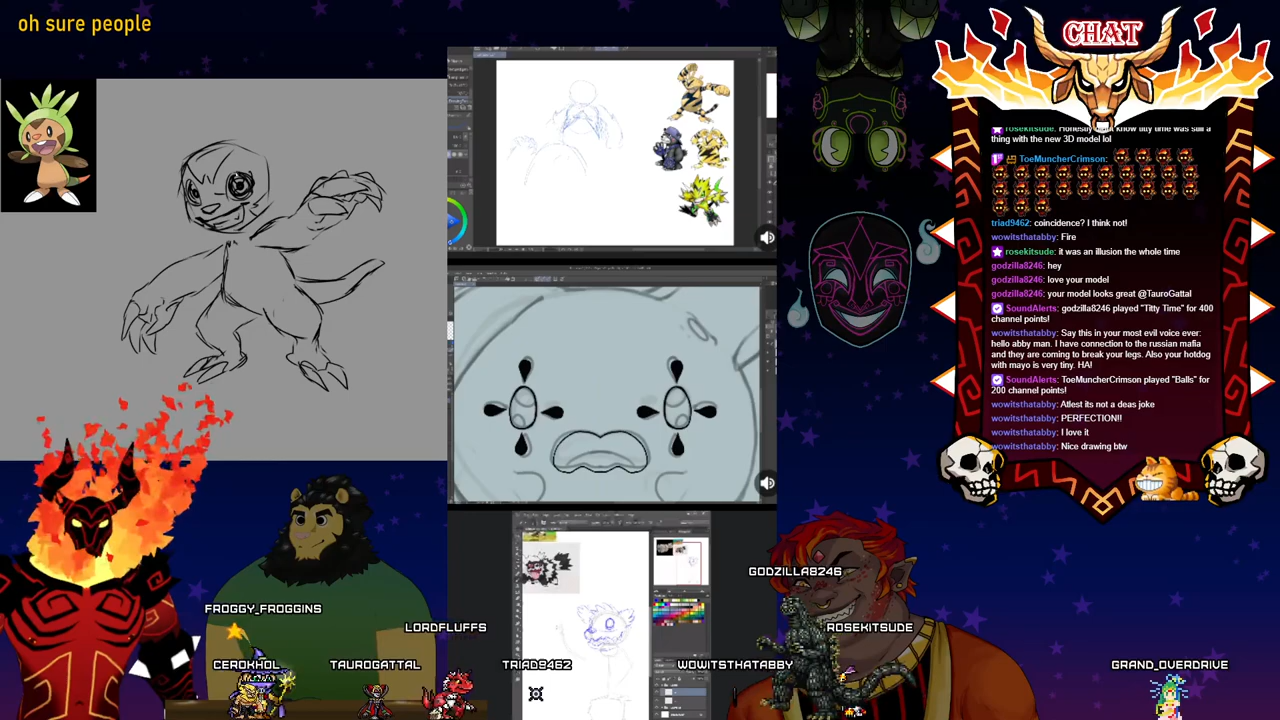 oh sure people
CHAT
rosekitsude: Honestly didn't know titty time was still a
thing with the new 3D model lol
ToeMuncherCrimson:
triad9462: coincidence? I think not!
wowitsthatabby: Fire
rosekitsude: it was an illusion the whole time
godzilla8246: hey
godzilla8246: love your model
godzilla8246: your model looks great @TauroGattal
SoundAlerts: godzilla8246 played "Titty Time" for 400
channel points!
wowitsthatabby: Say this in your most evil voice ever:
hello abby man. I have connection to the russian mafia
and they are coming to break your legs. Also your hotdog
with mayo is very tiny. HA!
SoundAlerts: ToeMuncherCrimson played "Balls" for
200 channel points!
wowitsthatabby: Atlest its not a deas joke
wowitsthatabby: PERFECTION!!
wowitsthatabby: I love it
wowitsthatabby: Nice drawing btw
GODZILLA8246
FROGGY_FROGGINS
LORDFLUFFS
ROSEKITSUDE
CEROKHOL
TAUROGATTAL
TRIAD9462
WOWITSTHATABBY
GRAND_OVERDRIVE